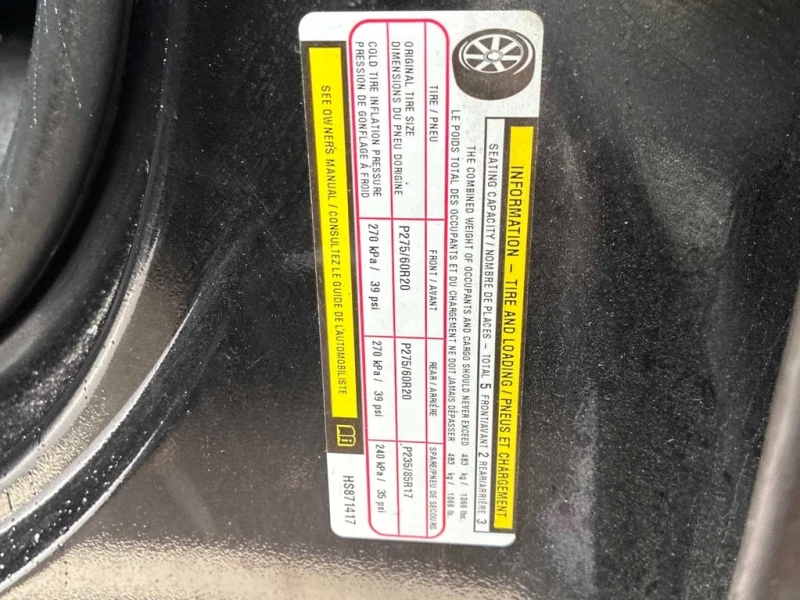 INFORMATION – TIRE AND LOADING / PNEUS ET CHARGEMENT
SEATING CAPACITY / NOMBRE DE PLACES – TOTAL 5 FRONT/AVANT 2 REAR/ARRIÈRE 3
THE COMBINED WEIGHT OF OCCUPANTS AND CARGO SHOULD NEVER EXCEED 483 kg / 1066 lbs.
LE POIDS TOTAL DES OCCUPANTS ET DU CHARGEMENT NE DOIT JAMAIS DÉPASSER 483 kg / 1066 lb.
TIRE / PNEU FRONT / AVANT REAR / ARRIÈRE SPARE/PNEU DE SECOURS
ORIGINAL TIRE SIZE
DIMENSIONS DU PNEU D'ORIGINE P275/60R20 P275/60R20 P235/85R17
COLD TIRE INFLATION PRESSURE
PRESSION DE GONFLAGE À FROID 270 kPa / 39 psi 270 kPa / 39 psi 240 kPa / 35 psi
SEE OWNER'S MANUAL / CONSULTEZ LE GUIDE DE L'AUTOMOBILISTE
HS871417